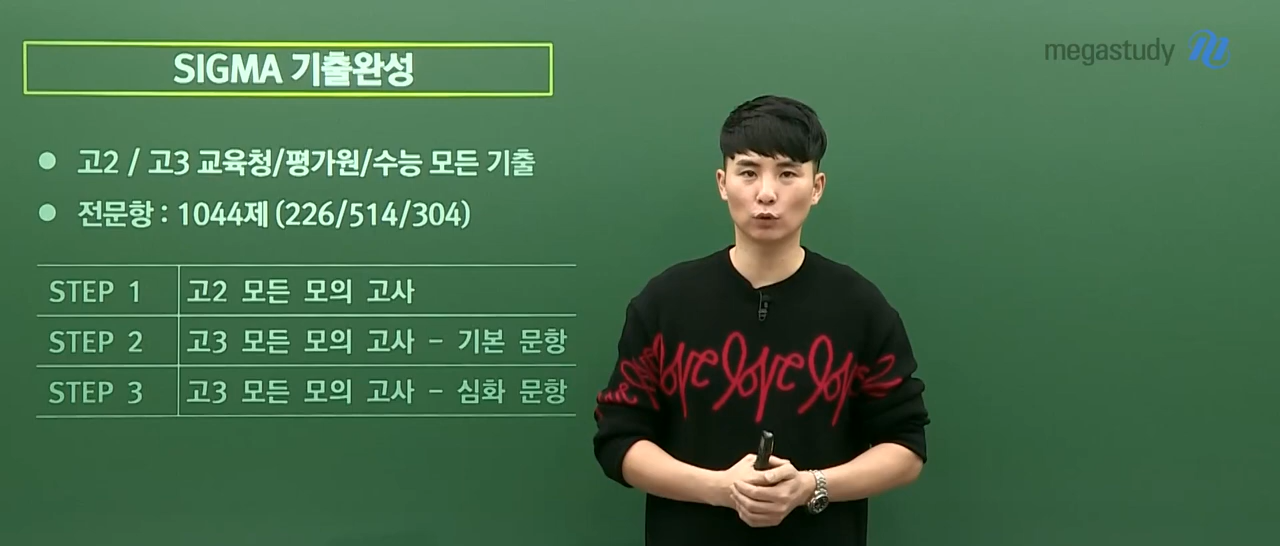 SIGMA 기출완성
megastudy
고2 / 고3 교육청/평가원/수능 모든 기출
전문항 : 1044제 (226/514/304)
STEP 1 고2 모든 모의 고사
STEP 2 고3 모든 모의 고사 - 기본 문항
STEP 3 고3 모든 모의 고사 - 심화 문항
love love love